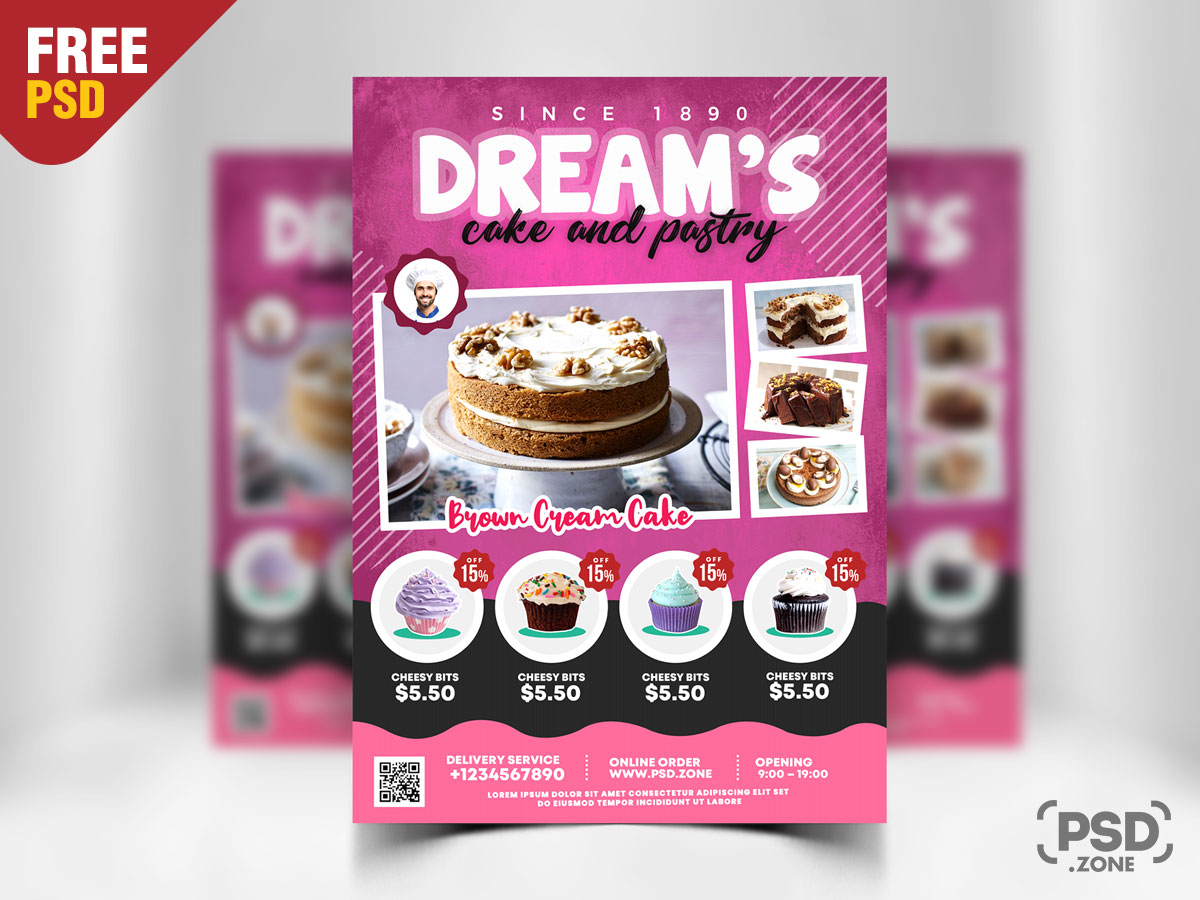 FREE
PSD
SINCE 1890
DREAM'S
cake and pastry
Brown Cream Cake
OFF
15%
OFF
15%
OFF
15%
OFF
15%
CHEESY BITS
$5.50
CHEESY BITS
$5.50
CHEESY BITS
$5.50
CHEESY BITS
$5.50
DELIVERY SERVICE
+1234567890
ONLINE ORDER
WWW.PSD.ZONE
OPENING
9:00 – 19:00
LOREM IPSUM DOLOR SIT AMET CONSECTETUR ADIPISCING ELIT SET
DO EIUSMOD TEMPOR INCIDIDUNT UT LABORE
PSD
.ZONE